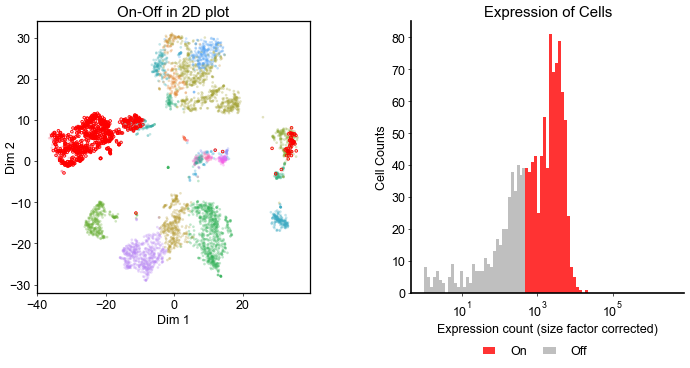 On-Off in 2D plot
30
20
10
0
−10
−20
−30
Dim 2
−40
−20
0
20
Dim 1
Expression of Cells
80
70
60
50
40
30
20
10
0
Cell Counts
10^1
10^3
10^5
Expression count (size factor corrected)
On
Off